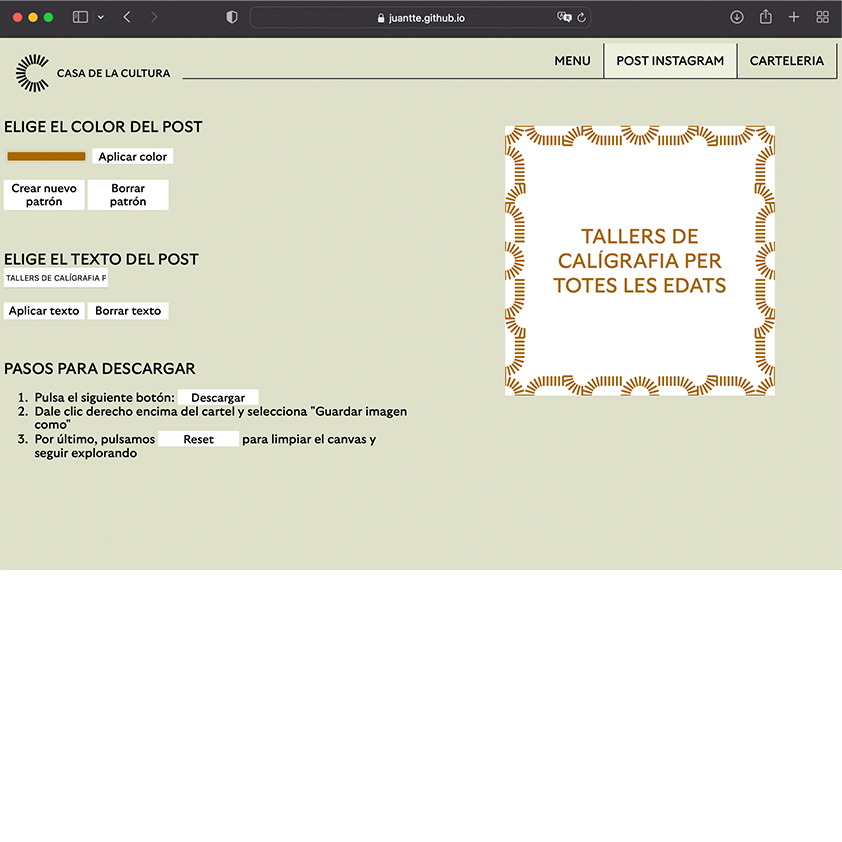 juantte.github.io
CASA DE LA CULTURA
MENU
POST INSTAGRAM
CARTELERIA
ELIGE EL COLOR DEL POST
Aplicar color
Crear nuevo
patrón
Borrar
patrón
ELIGE EL TEXTO DEL POST
TALLERS DE CALÍGRAFIA P
Aplicar texto
Borrar texto
PASOS PARA DESCARGAR
1. Pulsa el siguiente botón: Descargar
2. Dale clic derecho encima del cartel y selecciona "Guardar imagen
como"
3. Por último, pulsamos Reset para limpiar el canvas y
seguir explorando
TALLERS DE
CALÍGRAFIA PER
TOTES LES EDATS